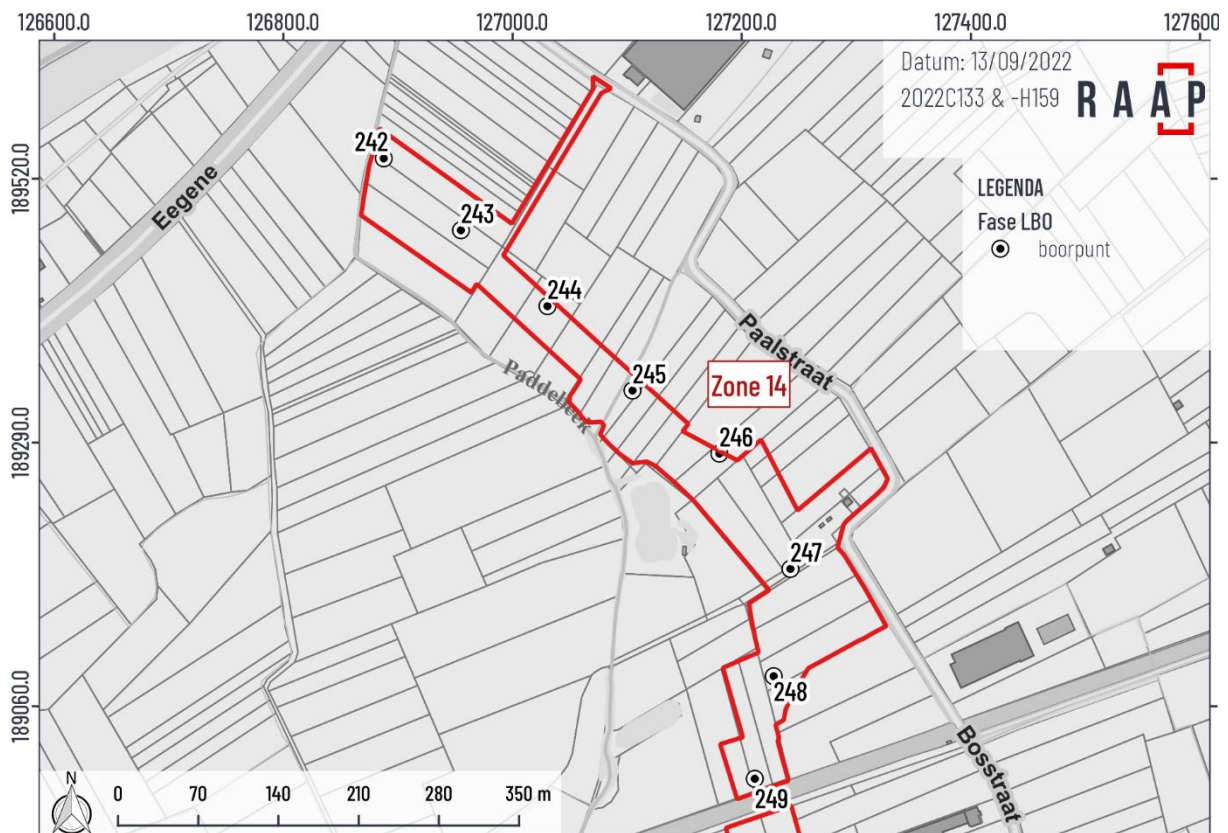 126600.0 126800.0 127000.0 127200.0 127400.0 127600.0
Datum: 13/09/2022
2022C133 & -H159
RAAP
LEGENDA
Fase LBO
boorpunt
189520.0
189290.0
189060.0
Eegene
242
243
244
245
246
247
248
249
Paddebeek
Paalstraat
Zone 14
Bosstraat
N
0 70 140 210 280 350 m